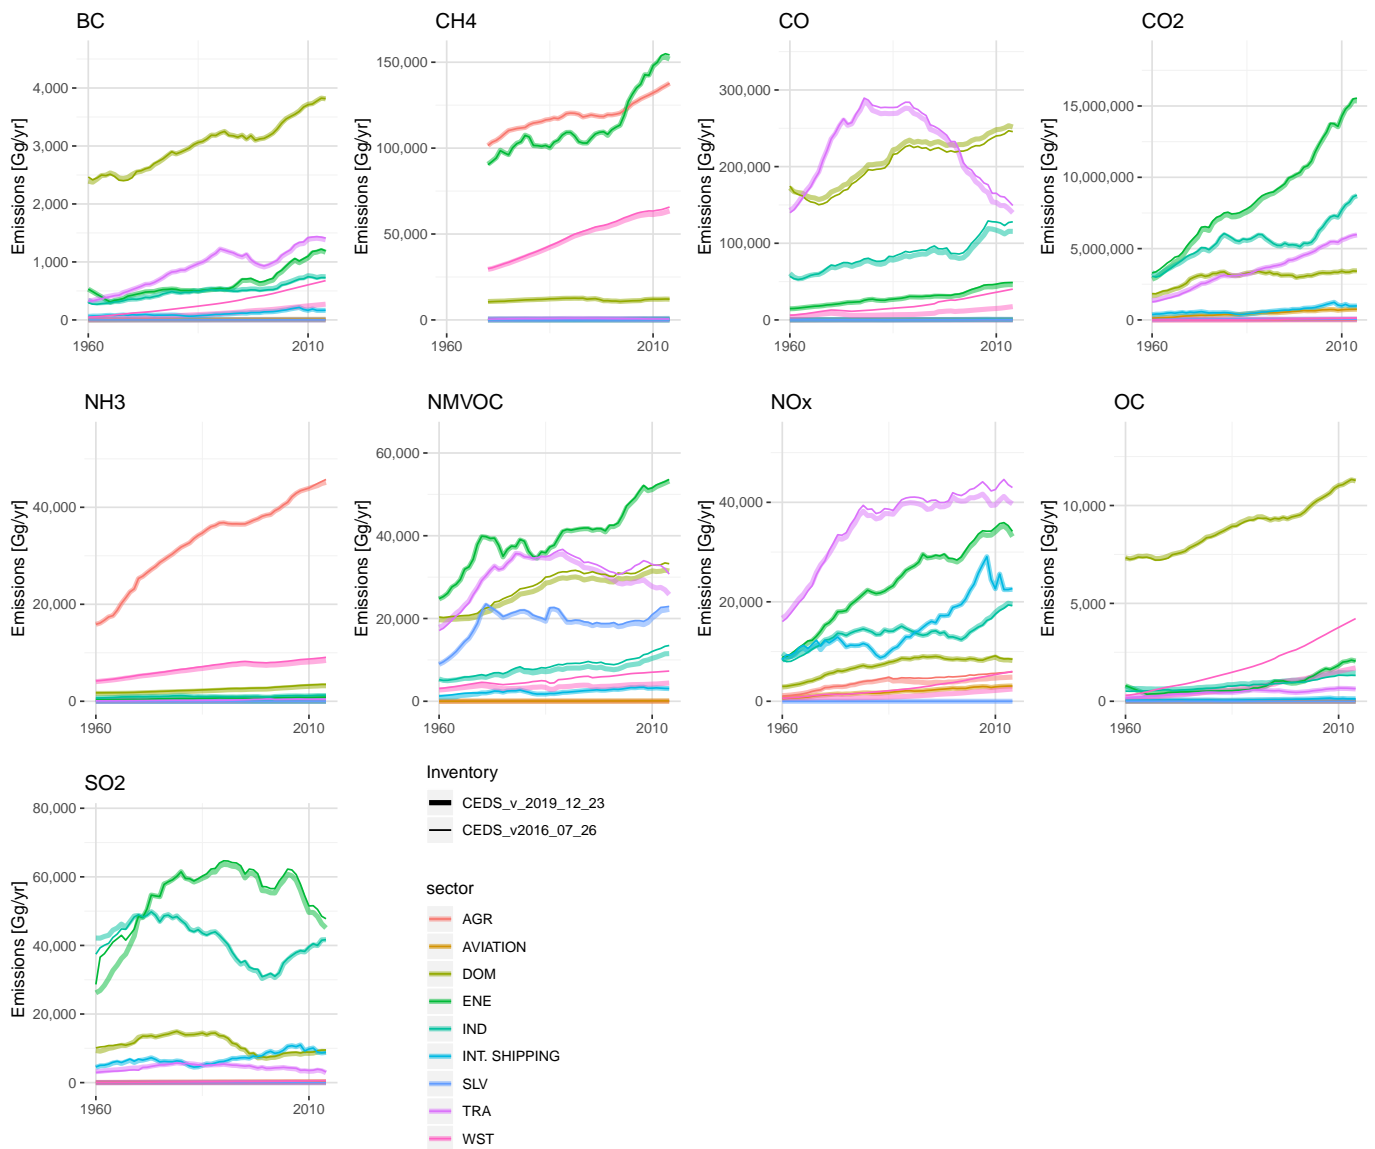 BC
CH4
CO
CO2
Emissions [Gg/yr]
4,000
3,000
2,000
1,000
0
1960
2010
Emissions [Gg/yr]
150,000
100,000
50,000
0
1960
2010
Emissions [Gg/yr]
300,000
200,000
100,000
0
1960
2010
Emissions [Gg/yr]
15,000,000
10,000,000
5,000,000
0
1960
2010
NH3
NMVOC
NOx
OC
Emissions [Gg/yr]
40,000
20,000
0
1960
2010
Emissions [Gg/yr]
60,000
40,000
20,000
0
1960
2010
Emissions [Gg/yr]
40,000
20,000
0
1960
2010
Emissions [Gg/yr]
10,000
5,000
0
1960
2010
SO2
Emissions [Gg/yr]
80,000
60,000
40,000
20,000
0
1960
2010
Inventory
CEDS_v_2019_12_23
CEDS_v2016_07_26
sector
AGR
AVIATION
DOM
ENE
IND
INT. SHIPPING
SLV
TRA
WST